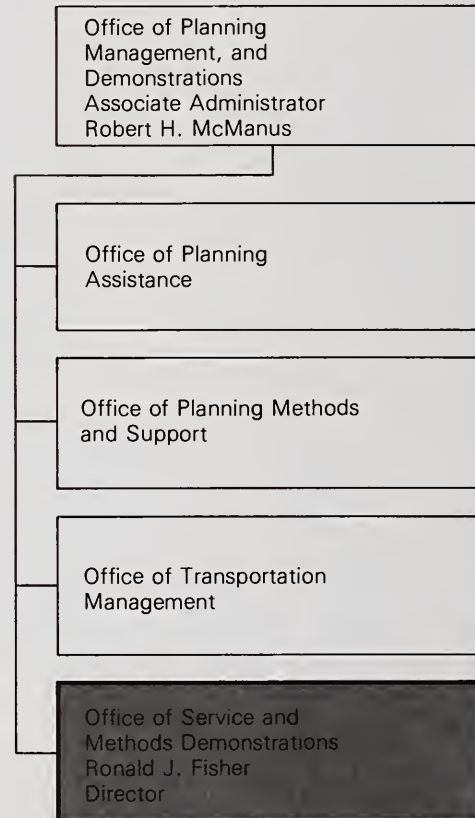 Office of Planning
Management, and
Demonstrations
Associate Administrator
Robert H. McManus
Office of Planning
Assistance
Office of Planning Methods
and Support
Office of Transportation
Management
Office of Service and
Methods Demonstrations
Ronald J. Fisher
Director